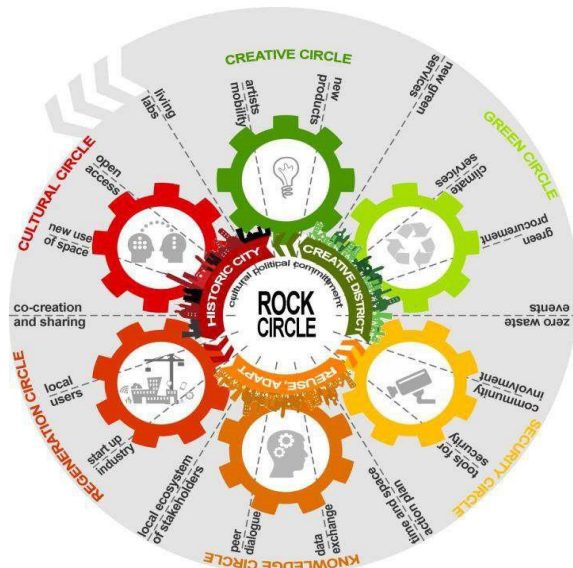 CREATIVE CIRCLE
artists
mobility
new
products
new green
services
GREEN CIRCLE
climate
services
green
procurement
zero waste
events
community
involvment
SECURITY CIRCLE
tools for
security
time and space
action plan
data
exchange
KNOWLEDGE CIRCLE
peer
dialogue
local ecosystem
of stakeholders
start up
industry
REGENERATION CIRCLE
local
users
co-creation
and sharing
new use
of space
CULTURAL CIRCLE
open
access
living
labs
HISTORIC CITY
CREATIVE DISTRICT
REUSE, ADAPT
cultural political commitment
ROCK
CIRCLE